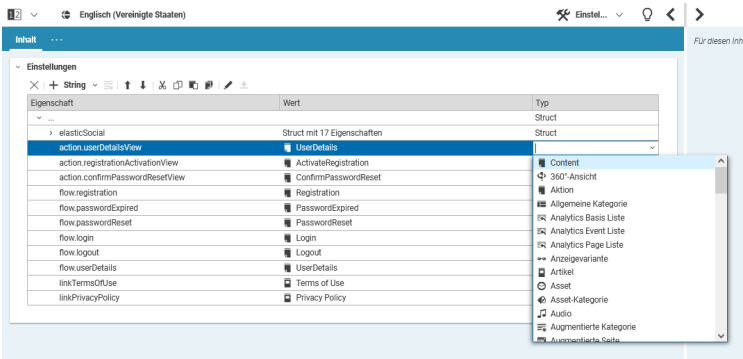 12 Englisch (Vereinigte Staaten) Einstel...
Inhalt ...
Für diesen Inh
Einstellungen
String
Eigenschaft Wert Typ
... Struct
elasticSocial Struct mit 17 Eigenschaften Struct
action.userDetailsView UserDetails
action.registrationActivationView ActivateRegistration
action.confirmPasswordResetView ConfirmPasswordReset
flow.registration Registration
flow.passwordExpired PasswordExpired
flow.passwordReset PasswordReset
flow.login Login
flow.logout Logout
flow.userDetails UserDetails
linkTermsOfUse Terms of Use
linkPrivacyPolicy Privacy Policy
Content
360°-Ansicht
Aktion
Allgemeine Kategorie
Analytics Basis Liste
Analytics Event Liste
Analytics Page Liste
Anzeigevariante
Artikel
Asset
Asset-Kategorie
Audio
Augmentierte Kategorie
Augmentierte Seite